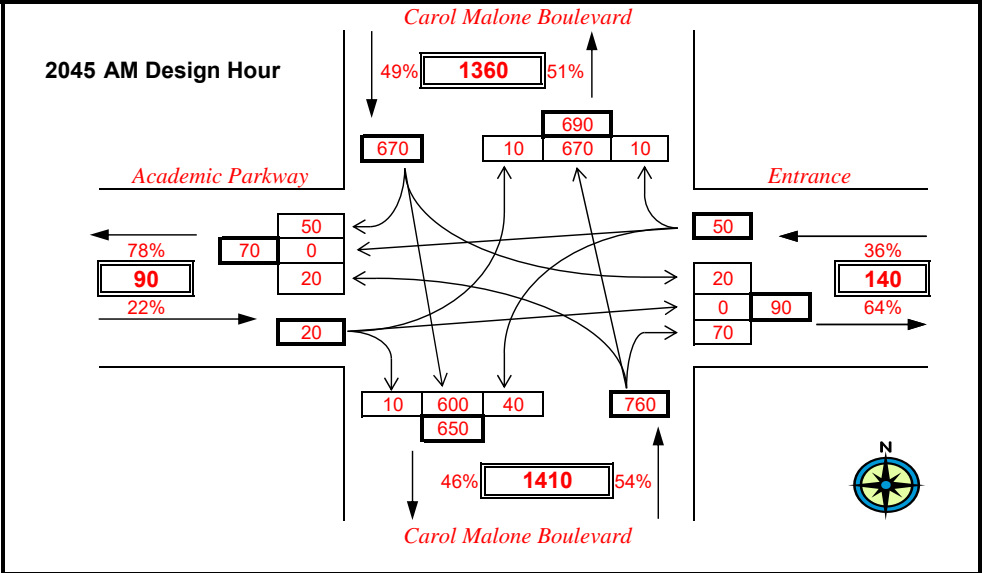 Carol Malone Boulevard
2045 AM Design Hour
49% 1360 51%
690
670 10 670 10
Academic Parkway Entrance
50 50
78% 70 0 36%
90 20 20 140
22% 0 90 64%
20 70
10 600 40 760
650
N
46% 1410 54%
Carol Malone Boulevard